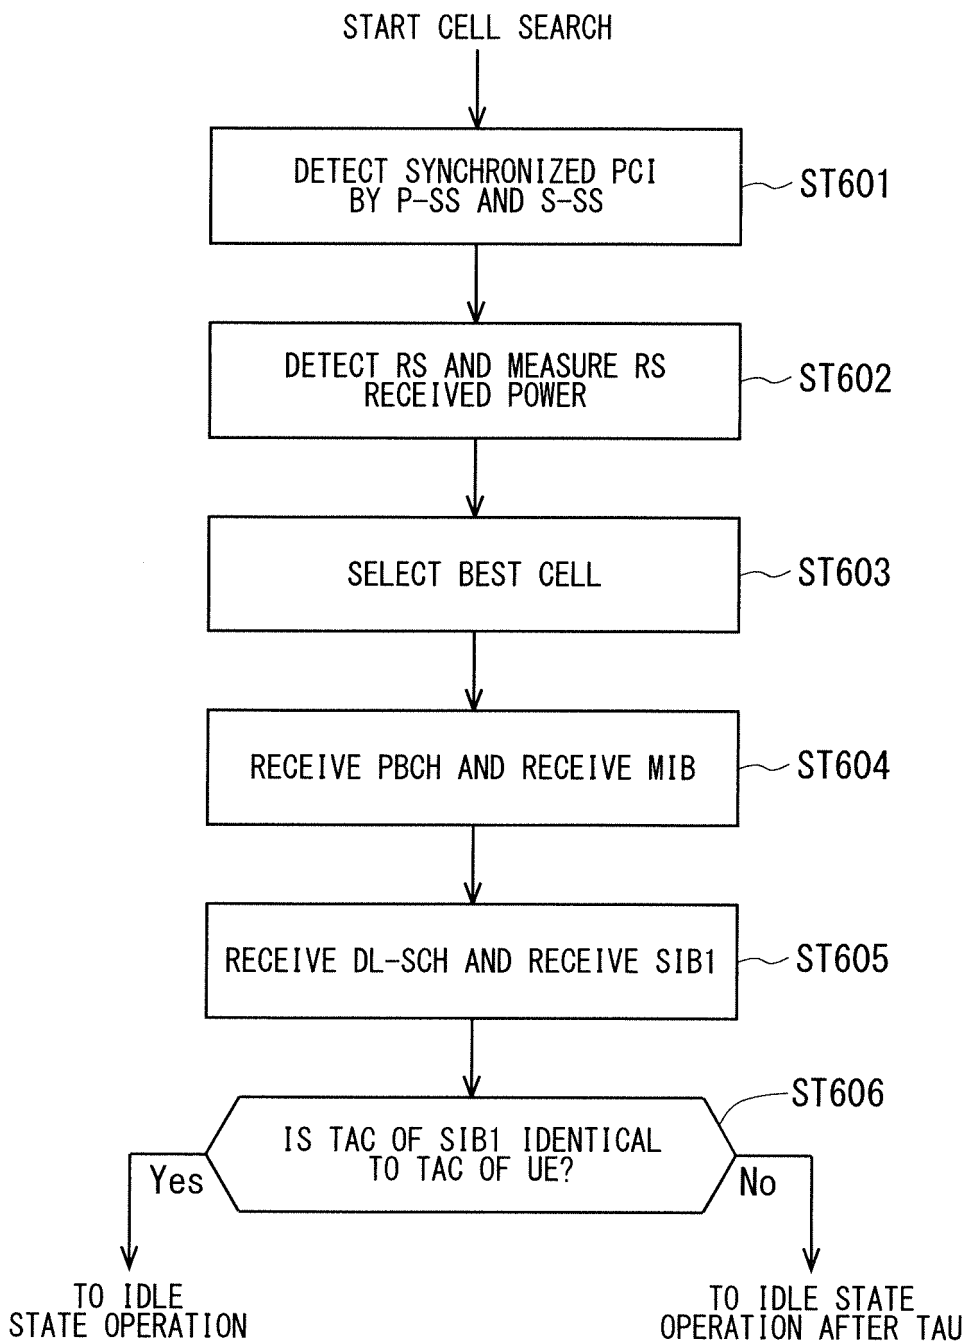 START CELL SEARCH
DETECT SYNCHRONIZED PCI
BY P-SS AND S-SS
ST601
DETECT RS AND MEASURE RS
RECEIVED POWER
ST602
SELECT BEST CELL
ST603
RECEIVE PBCH AND RECEIVE MIB
ST604
RECEIVE DL-SCH AND RECEIVE SIB1
ST605
ST606
IS TAC OF SIB1 IDENTICAL
TO TAC OF UE?
Yes
No
TO IDLE
STATE OPERATION
TO IDLE STATE
OPERATION AFTER TAU